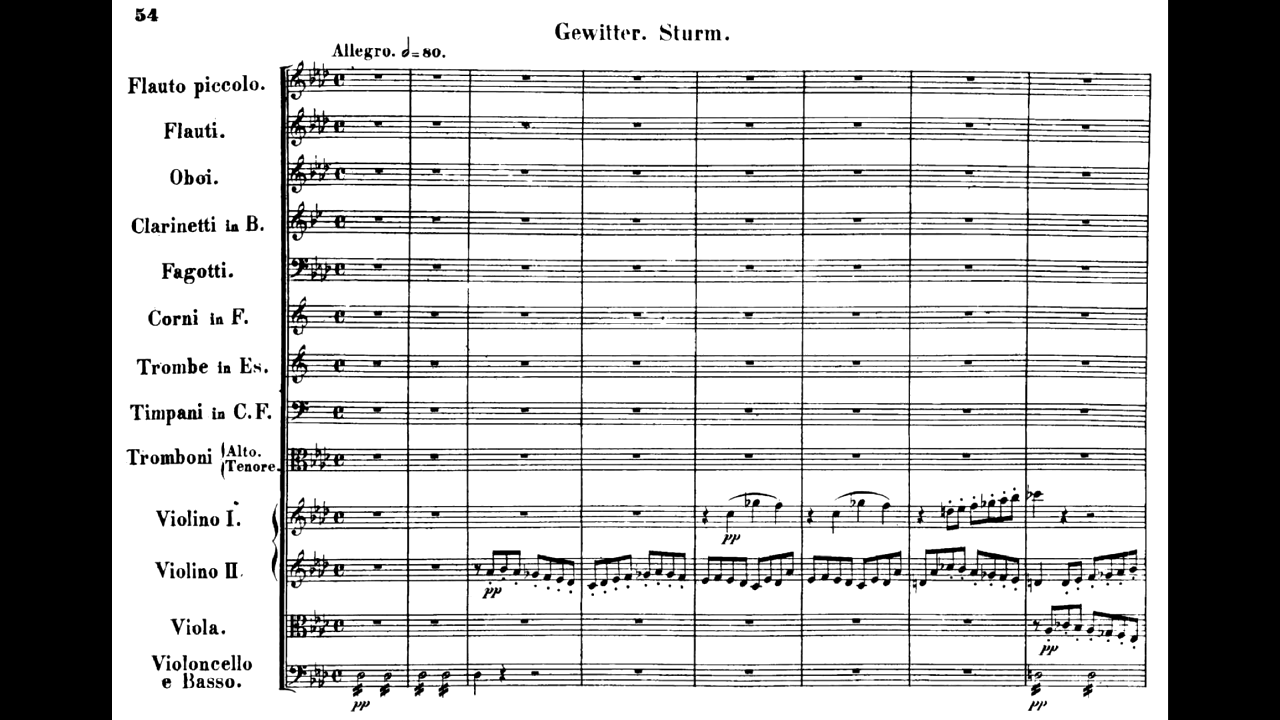 54
Gewitter. Sturm.
Allegro. 𝅗𝅥=80.
Flauto piccolo.
Flauti.
Oboi.
Clarinetti in B.
Fagotti.
Corni in F.
Trombe in Es.
Timpani in C.F.
Tromboni {Alto.
Tenore.
Violino I.
pp
Violino II.
pp
Viola.
pp
Violoncello
e Basso.
pp
pp